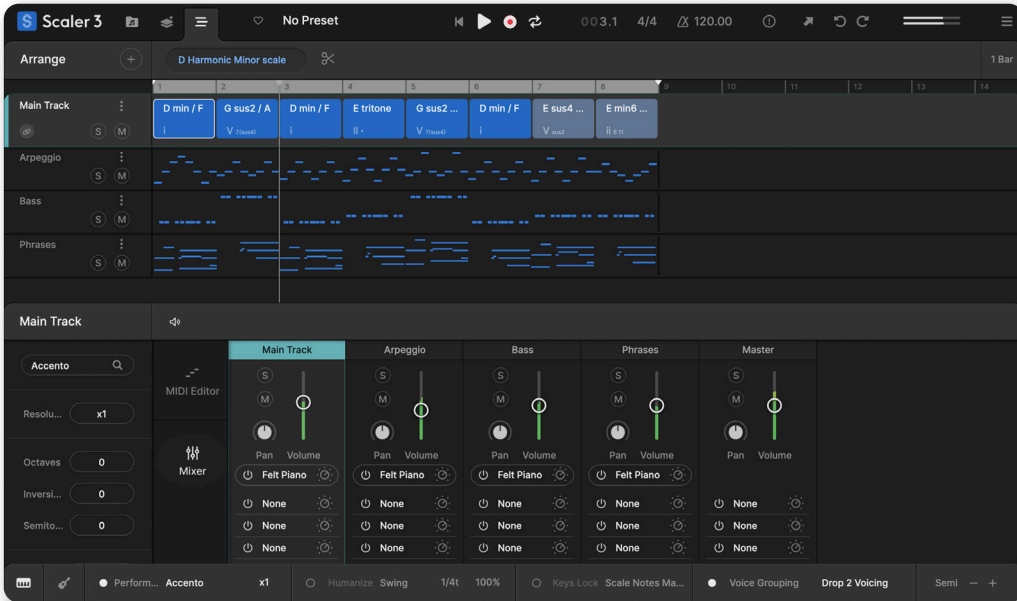 Scaler 3
No Preset
003.1 4/4 120.00
Arrange
D Harmonic Minor scale
1 Bar
1 2 3 4 5 6 7 8 9 10 11 12 13 14
Main Track
S M
D min / F G sus2 / A D min / F E tritone G sus2 ... D min / F E sus4 ... E min6 ...
i V 7(sus4) i ii V 7(sus4) i V sus2 ii
Arpeggio
S M
Bass
S M
Phrases
S M
Main Track
Main Track Arpeggio Bass Phrases Master
Accento
MIDI Editor
S S S S S
M M M M M
Resolu... x1
Octaves 0
Mixer
Pan Volume Pan Volume Pan Volume Pan Volume Pan Volume
Felt Piano Felt Piano Felt Piano Felt Piano
Inversi... 0
None None None None None
Semito... 0
None None None None None
None None None None None
Perform... Accento x1 Humanize Swing 1/4t 100% Keys Lock Scale Notes Ma... Voice Grouping Drop 2 Voicing Semi − +